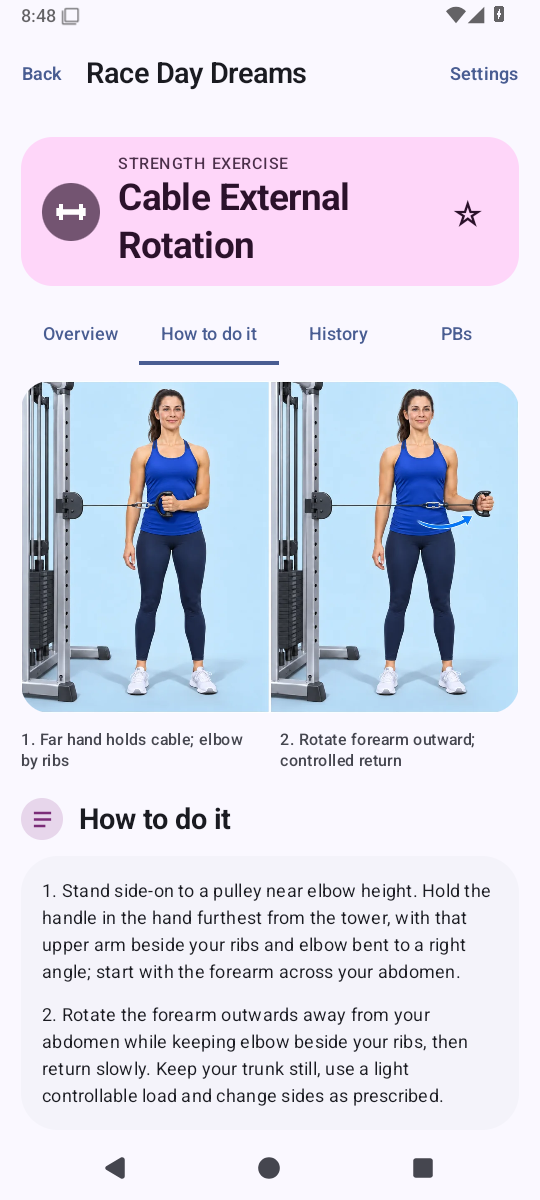 8:48
Back
Race Day Dreams
Settings
STRENGTH EXERCISE
Cable External
Rotation
Overview
How to do it
History
PBs
1. Far hand holds cable; elbow
by ribs
2. Rotate forearm outward;
controlled return
How to do it
1. Stand side-on to a pulley near elbow height. Hold the
handle in the hand furthest from the tower, with that
upper arm beside your ribs and elbow bent to a right
angle; start with the forearm across your abdomen.
2. Rotate the forearm outwards away from your
abdomen while keeping elbow beside your ribs, then
return slowly. Keep your trunk still, use a light
controllable load and change sides as prescribed.